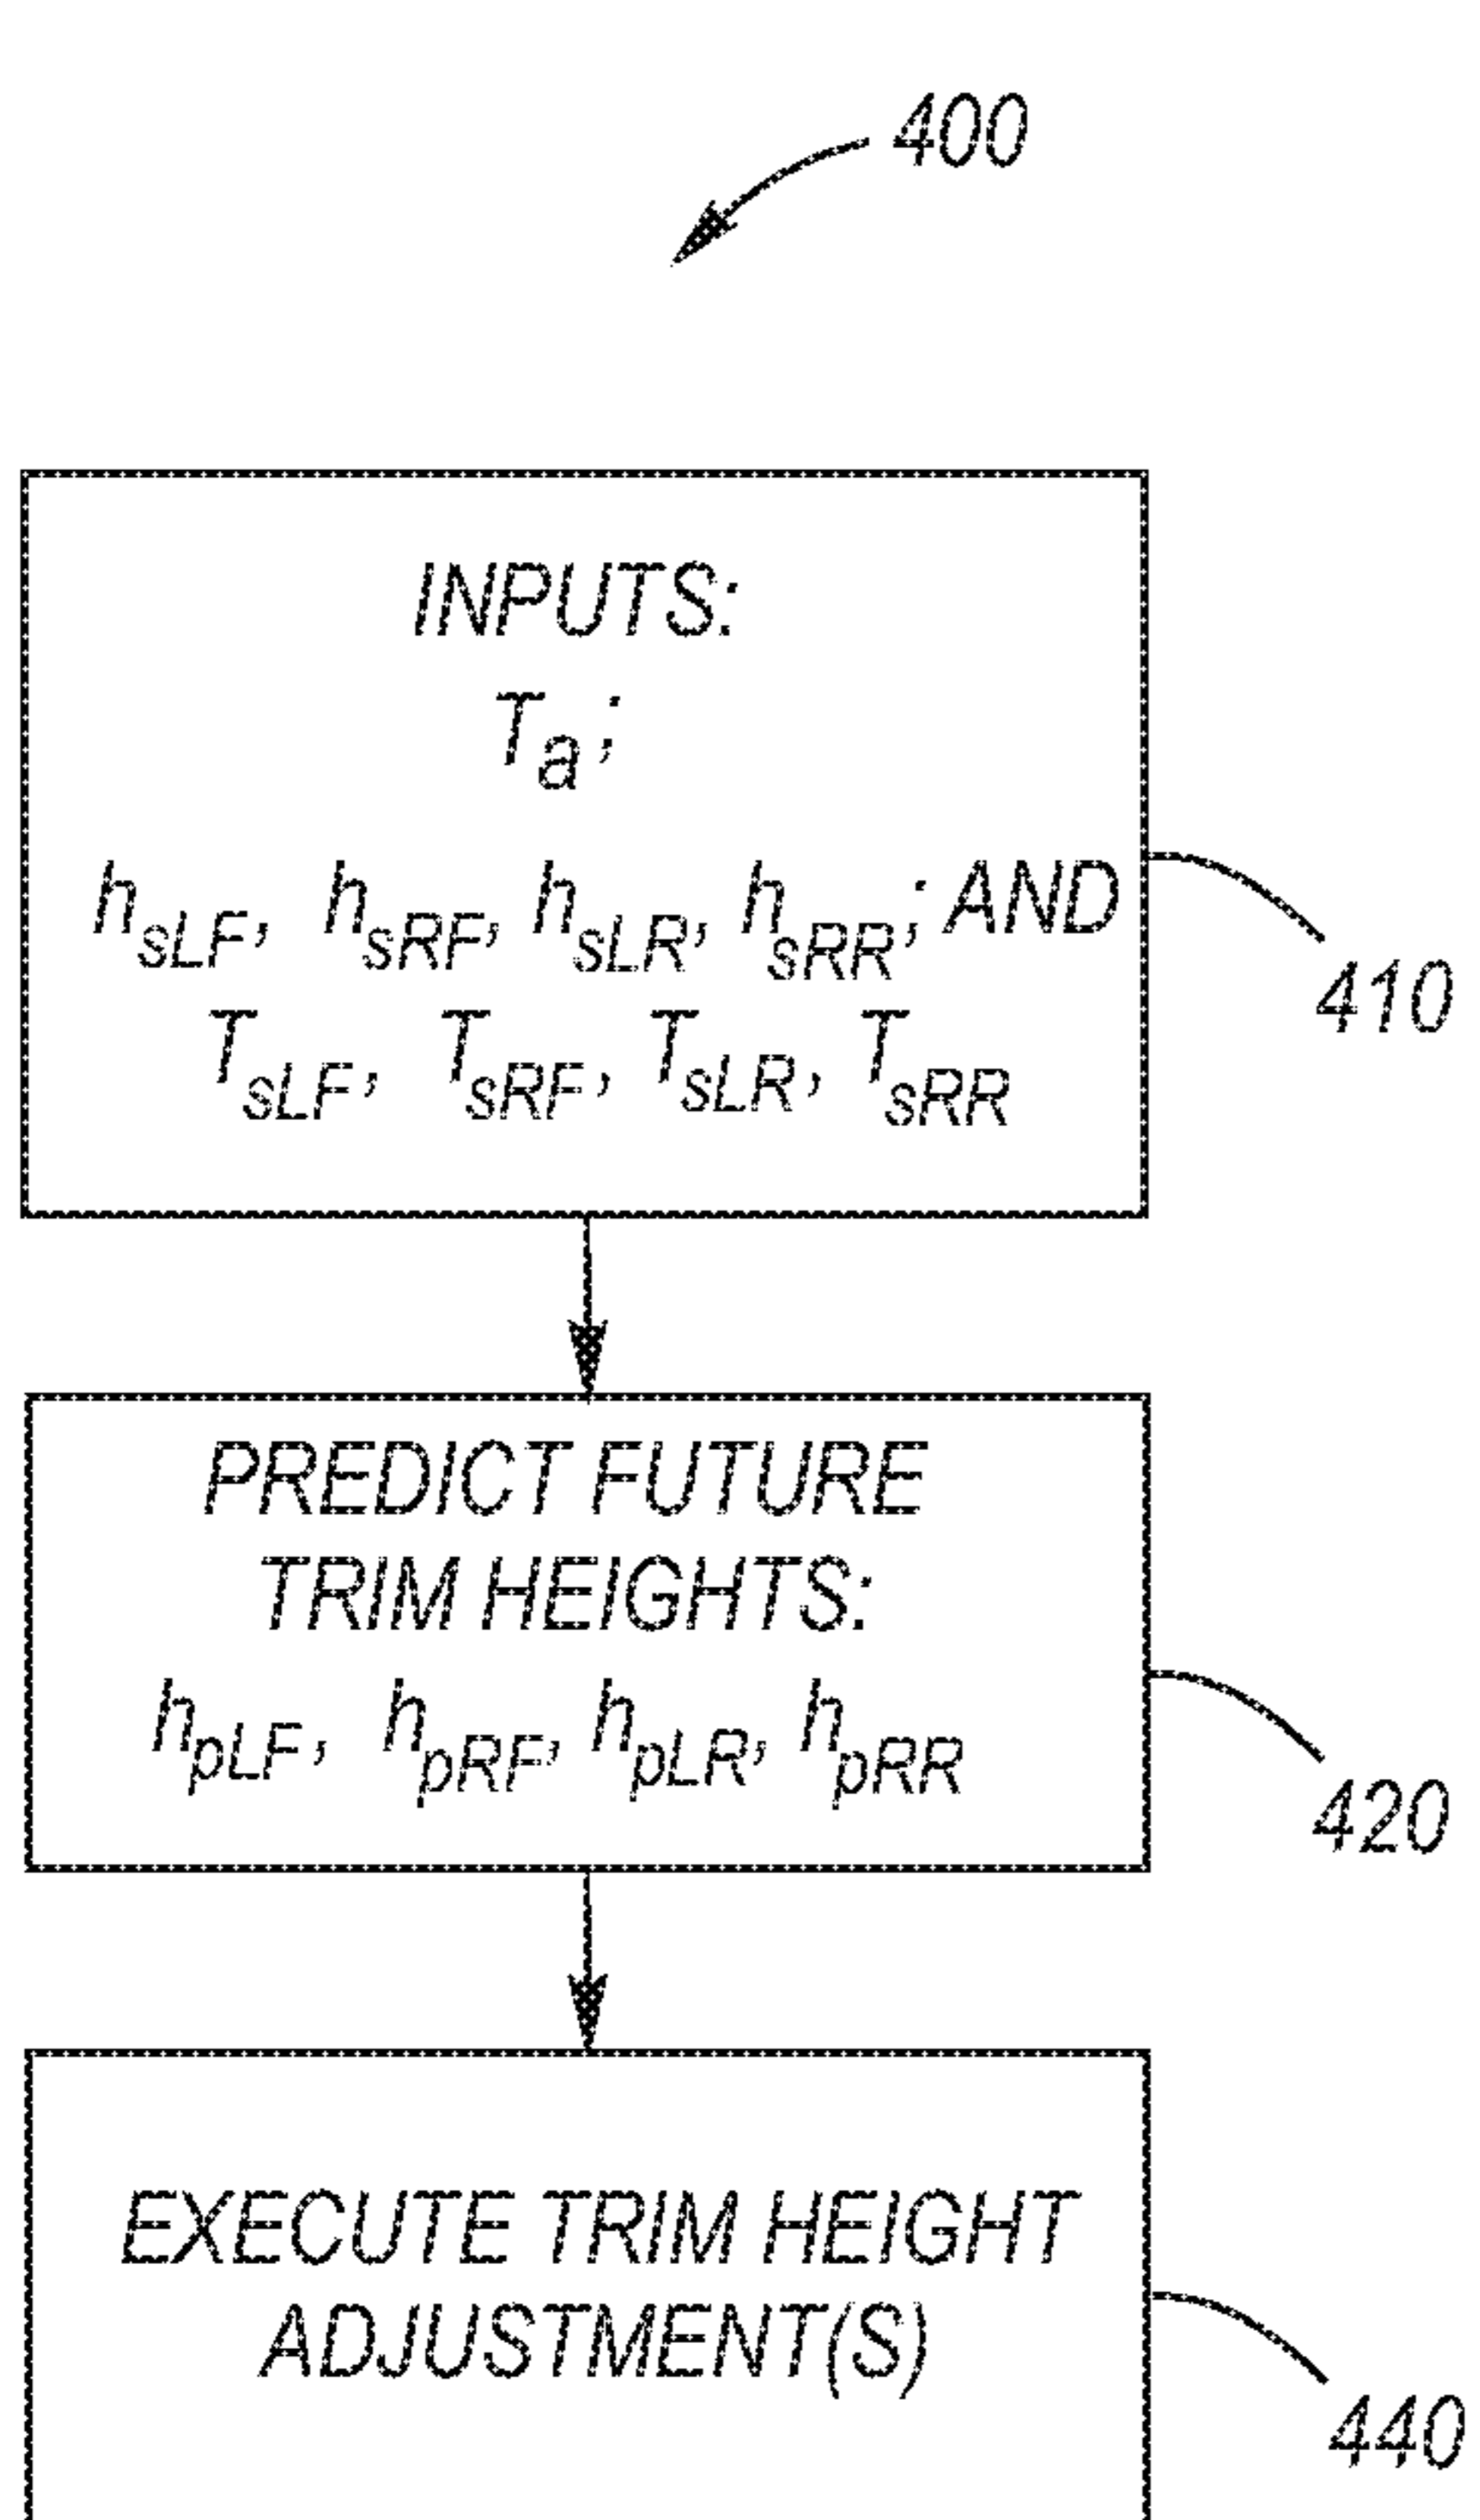 400
INPUTS:
Ta;
hsLF, hsRF, hsLR, hsRR; AND
TsLF, TsRF, TsLR, TsRR
410
PREDICT FUTURE
TRIM HEIGHTS:
hpLF, hpRF, hpLR, hpRR
420
EXECUTE TRIM HEIGHT
ADJUSTMENT(S)
440